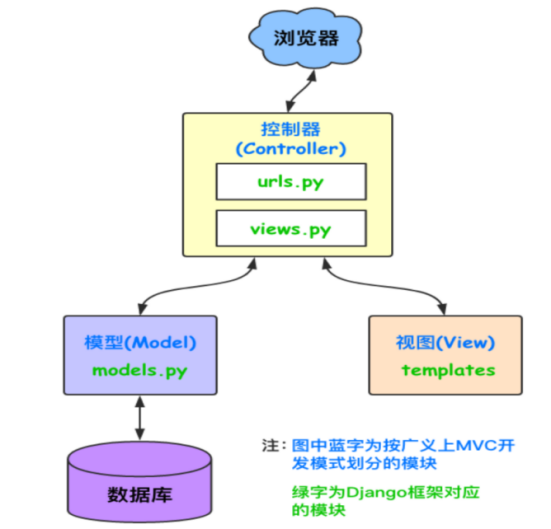 浏览器
控制器
(Controller)
urls.py
views.py
模型(Model)
models.py
视图(View)
templates
数据库
注：图中蓝字为按广义上MVC开
发模式划分的模块
绿字为Django框架对应
的模块